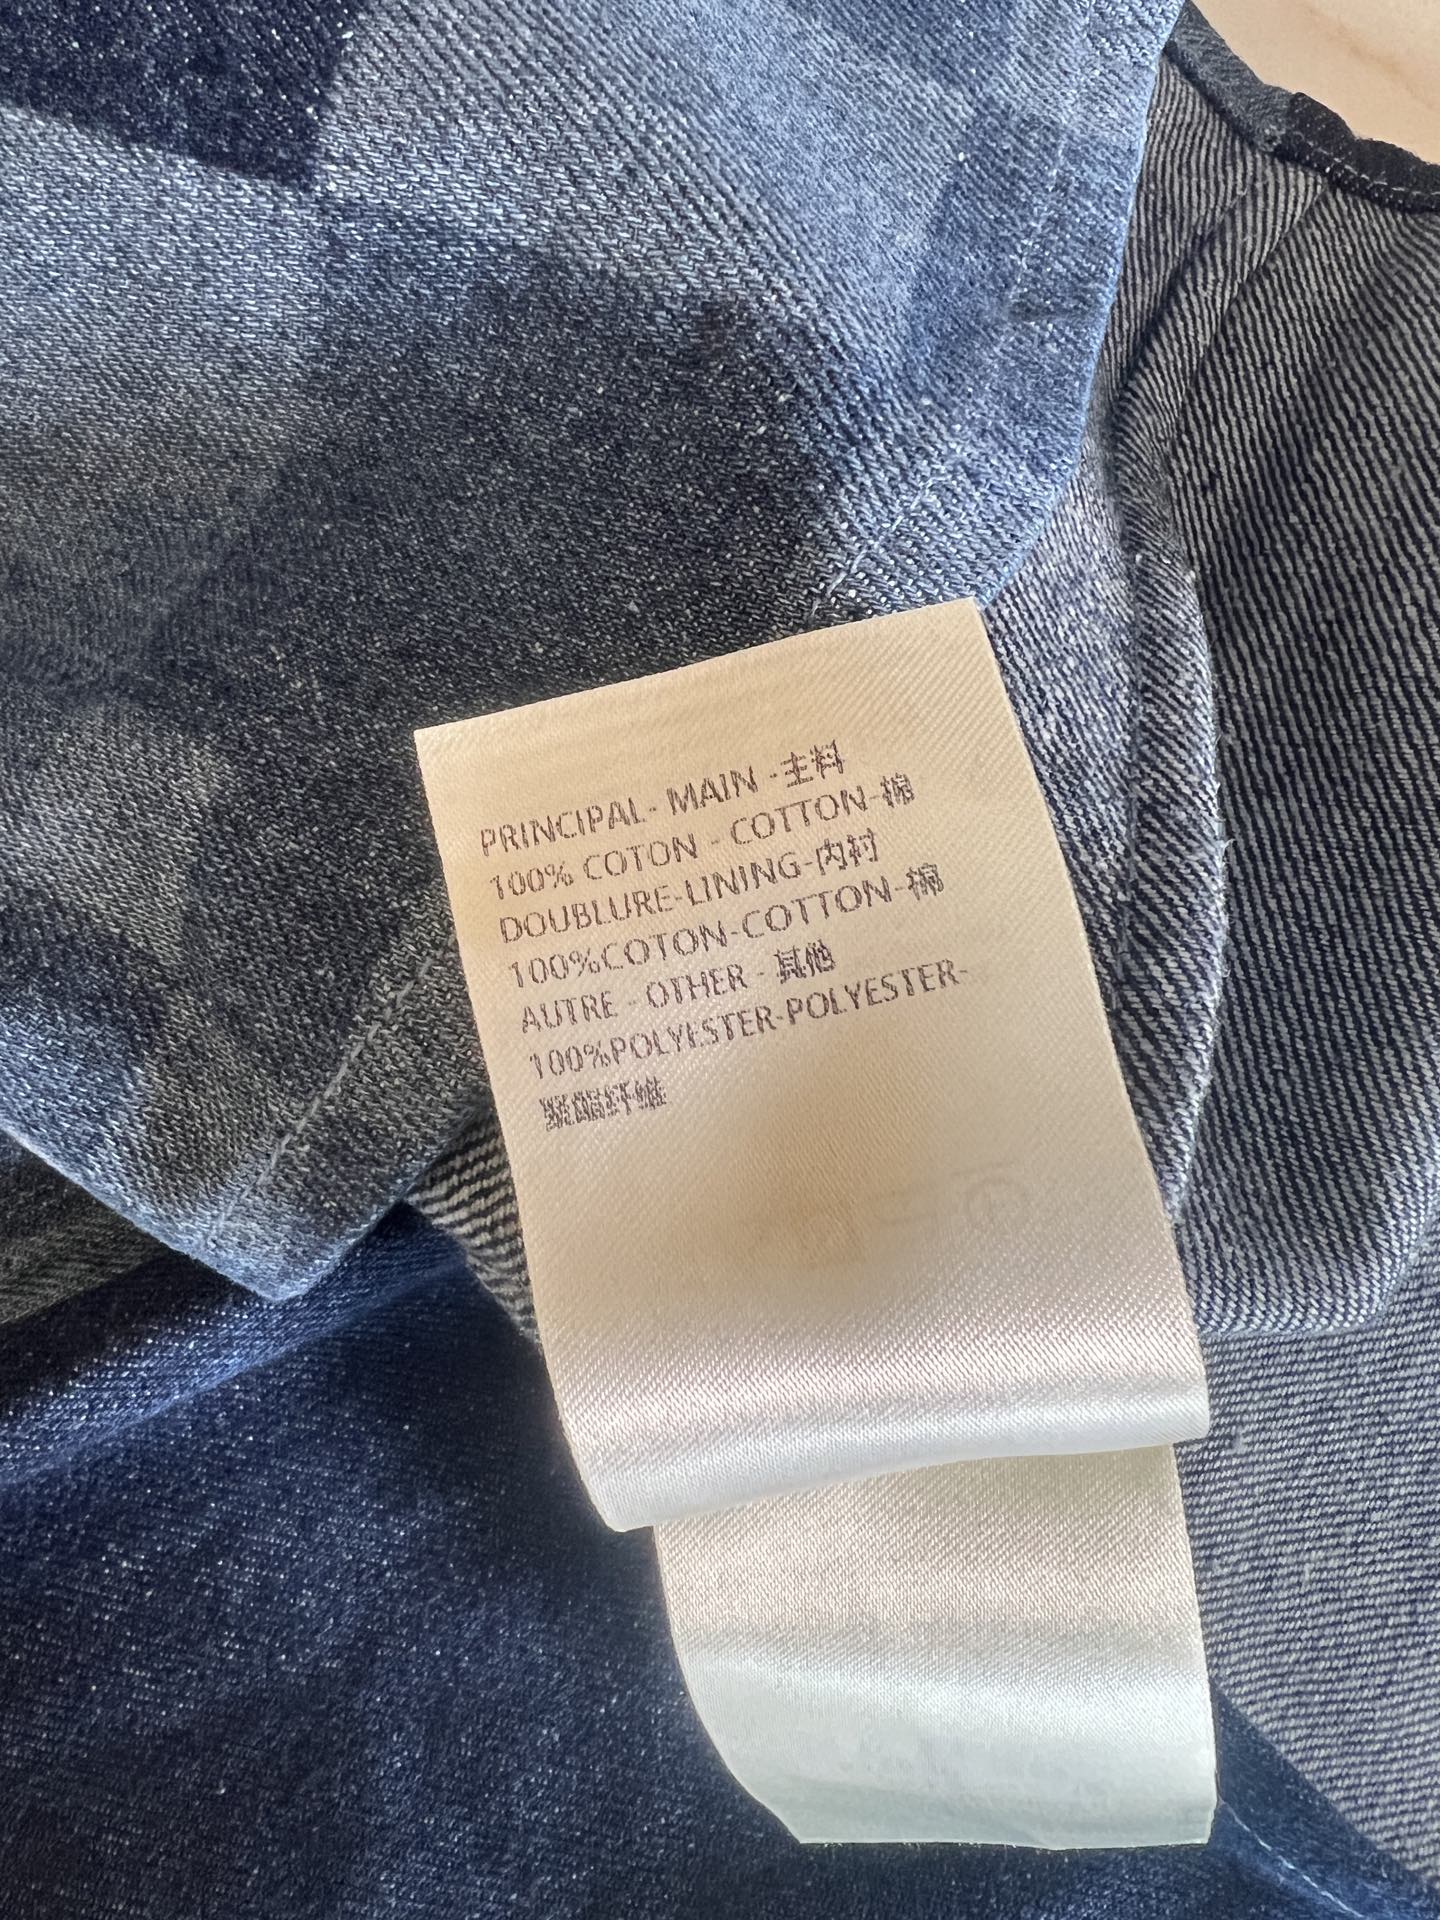 PRINCIPAL- MAIN -主料
100% COTON - COTTON-棉
DOUBLURE-LINING-内衬
100%COTON-COTTON-棉
AUTRE - OTHER - 其他
100%POLYESTER-POLYESTER-
聚酯纤维